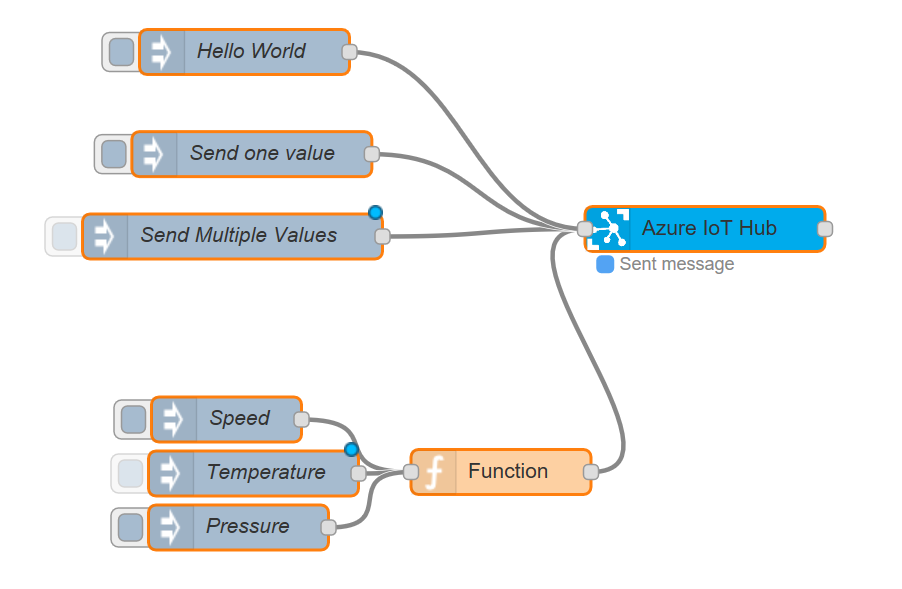 Hello World
Send one value
Send Multiple Values
Azure IoT Hub
Sent message
Speed
Temperature
Function
Pressure